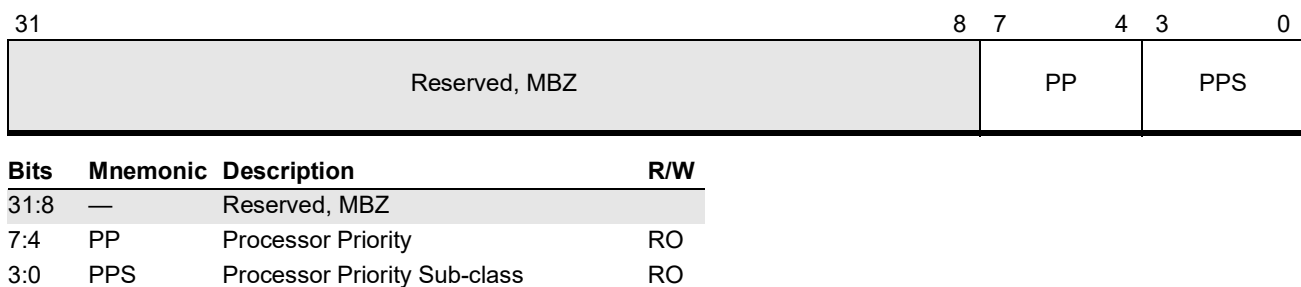 31 8 7 4 3 0
Reserved, MBZ PP PPS
Bits Mnemonic Description R/W
31:8 — Reserved, MBZ
7:4 PP Processor Priority RO
3:0 PPS Processor Priority Sub-class RO